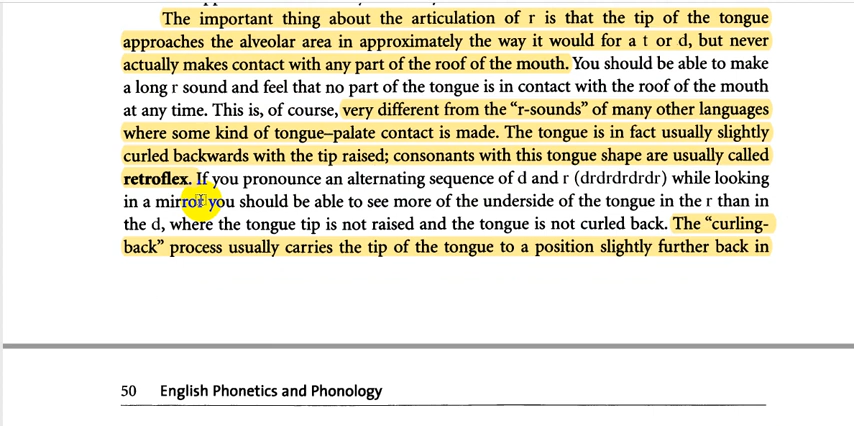 The important thing about the articulation of r is that the tip of the tongue
approaches the alveolar area in approximately the way it would for a t or d, but never
actually makes contact with any part of the roof of the mouth. You should be able to make
a long r sound and feel that no part of the tongue is in contact with the roof of the mouth
at any time. This is, of course, very different from the “r-sounds” of many other languages
where some kind of tongue–palate contact is made. The tongue is in fact usually slightly
curled backwards with the tip raised; consonants with this tongue shape are usually called
retroflex. If you pronounce an alternating sequence of d and r (drdrdrdrdr) while looking
in a mirror you should be able to see more of the underside of the tongue in the r than in
the d, where the tongue tip is not raised and the tongue is not curled back. The “curling-
back” process usually carries the tip of the tongue to a position slightly further back in
50 English Phonetics and Phonology